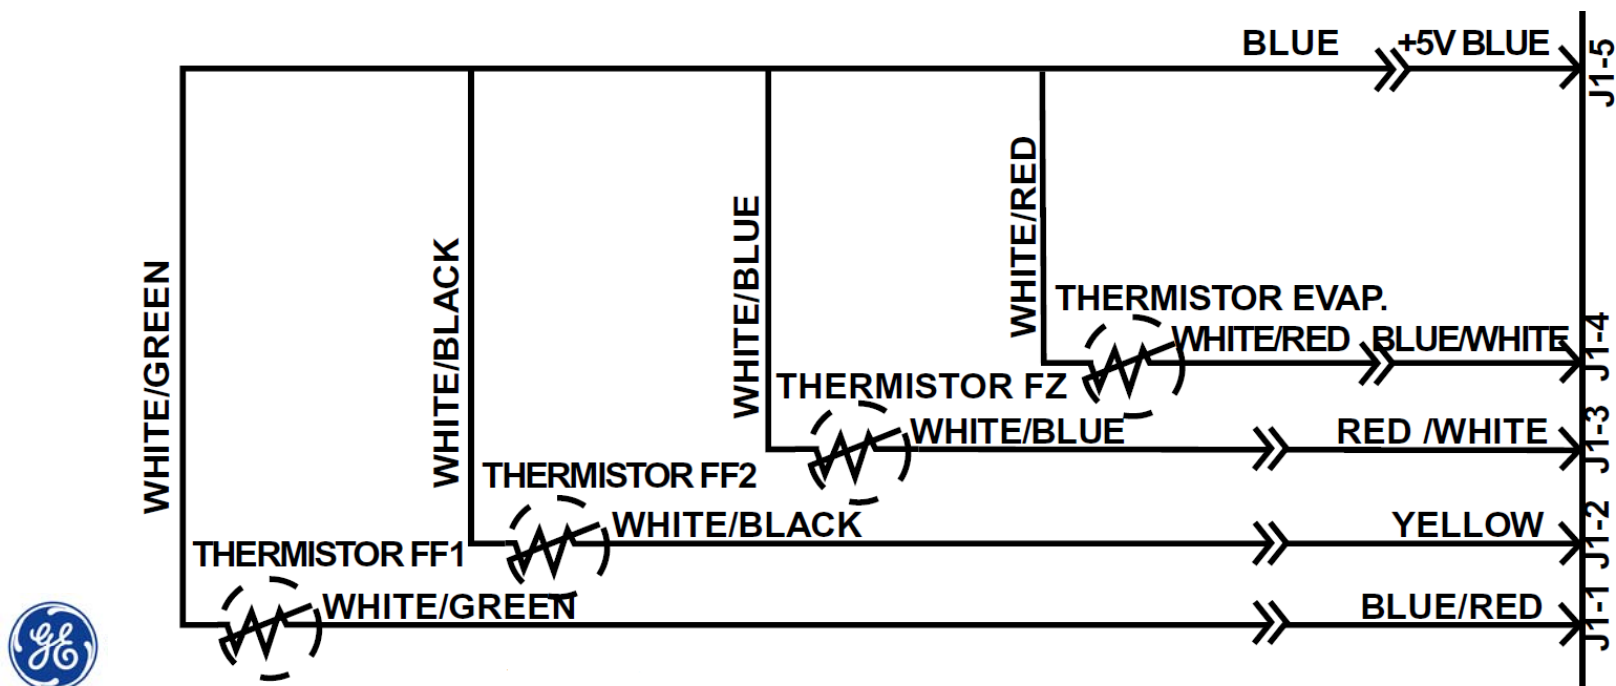 BLUE +5V BLUE
J1-5
WHITE/RED
WHITE/BLUE
WHITE/BLACK
WHITE/GREEN
THERMISTOR EVAP.
WHITE/RED BLUE/WHITE
J1-4
THERMISTOR FZ
WHITE/BLUE RED /WHITE
J1-3
THERMISTOR FF2
WHITE/BLACK YELLOW
J1-2
THERMISTOR FF1
WHITE/GREEN BLUE/RED
J1-1
GE